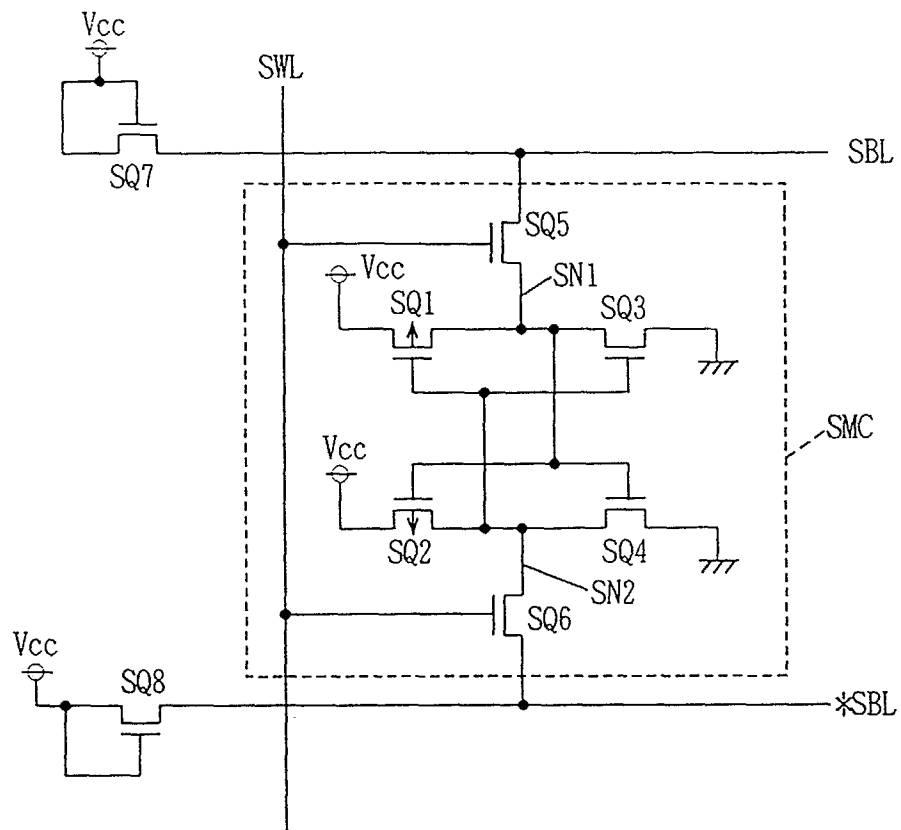 Vcc
SWL
SQ7
SBL
SQ5
Vcc
SN1
SQ1
SQ3
SMC
Vcc
SQ2
SQ4
SN2
SQ6
Vcc
SQ8
*SBL